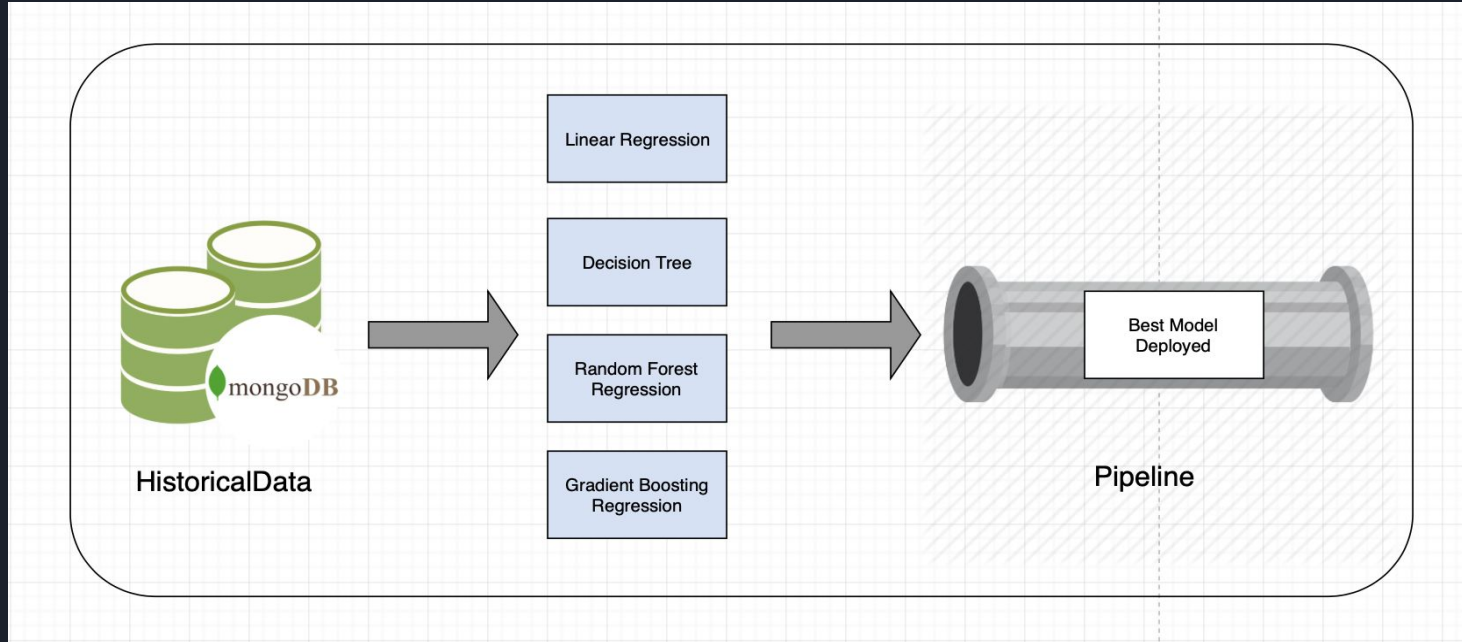 mongoDB
HistoricalData
Linear Regression
Decision Tree
Random Forest
Regression
Gradient Boosting
Regression
Best Model
Deployed
Pipeline